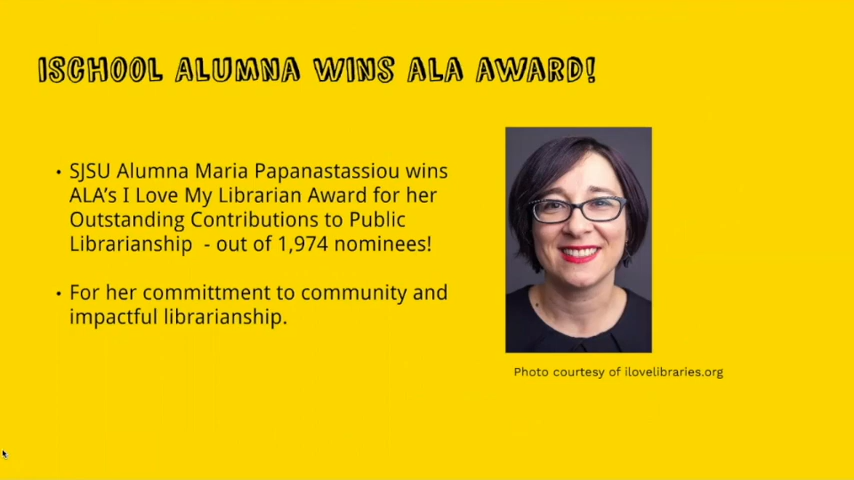 ISCHOOL ALUMNA WINS ALA AWARD!
• SJSU Alumna Maria Papanastassiou wins
ALA's I Love My Librarian Award for her
Outstanding Contributions to Public
Librarianship - out of 1,974 nominees!
• For her committment to community and
impactful librarianship.
Photo courtesy of ilovelibraries.org